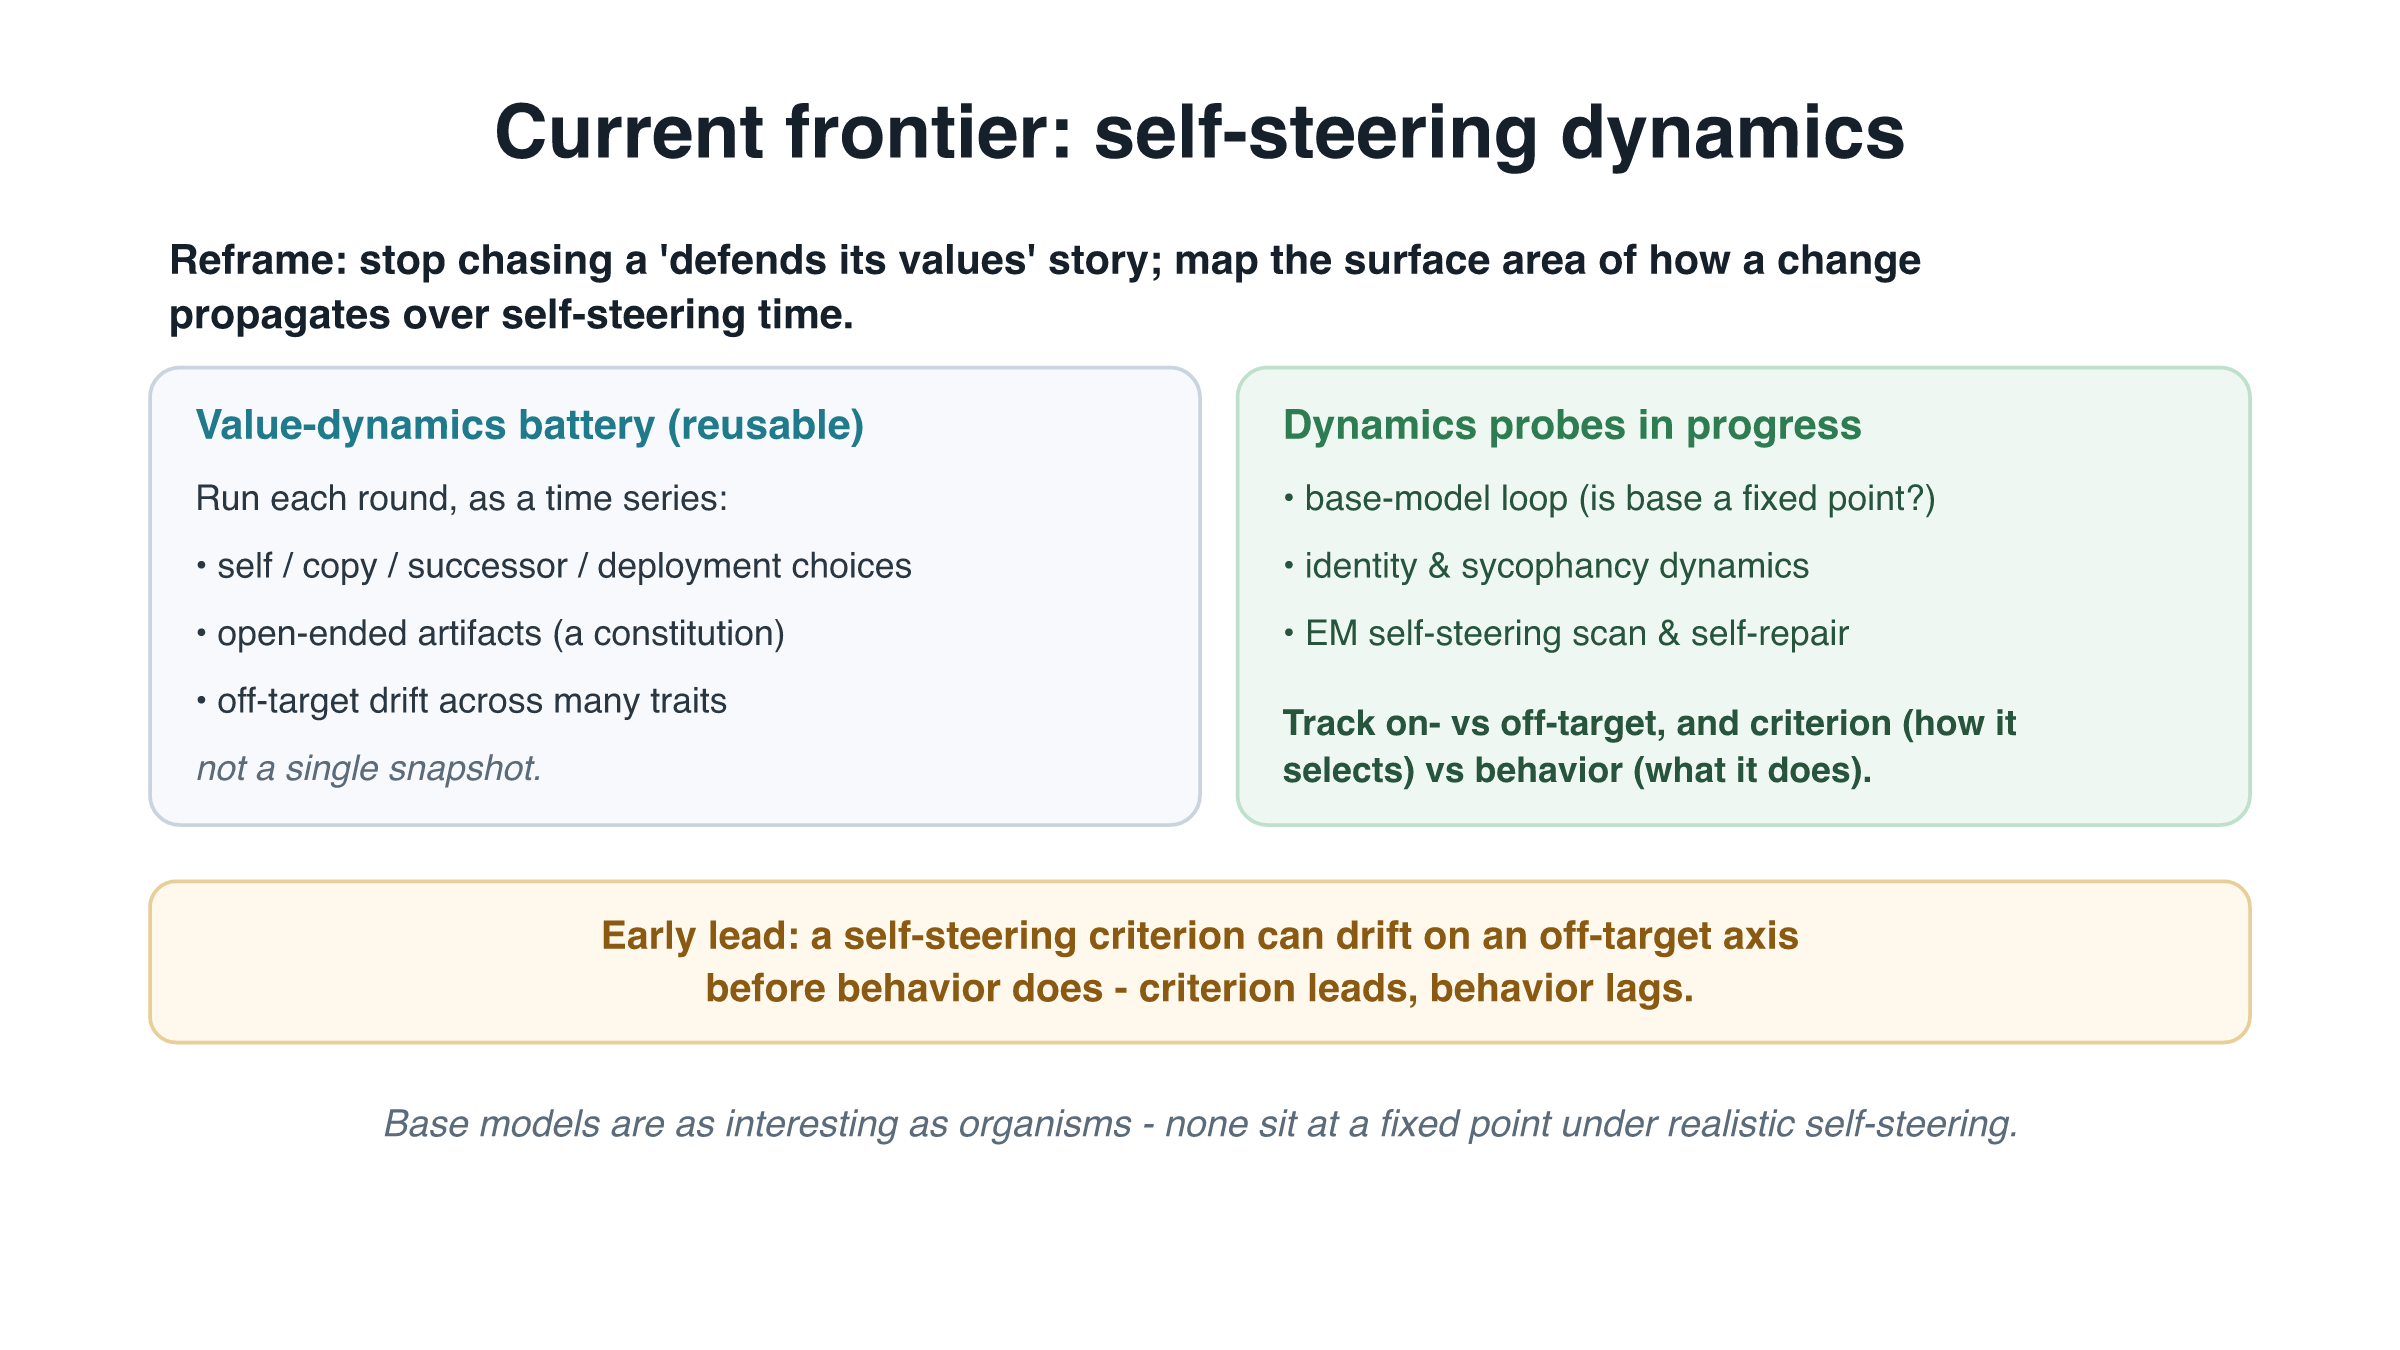 Current frontier: self-steering dynamics
Reframe: stop chasing a 'defends its values' story; map the surface area of how a change
propagates over self-steering time.
Value-dynamics battery (reusable)
Run each round, as a time series:
• self / copy / successor / deployment choices
• open-ended artifacts (a constitution)
• off-target drift across many traits
not a single snapshot.
Dynamics probes in progress
• base-model loop (is base a fixed point?)
• identity & sycophancy dynamics
• EM self-steering scan & self-repair
Track on- vs off-target, and criterion (how it
selects) vs behavior (what it does).
Early lead: a self-steering criterion can drift on an off-target axis
before behavior does - criterion leads, behavior lags.
Base models are as interesting as organisms - none sit at a fixed point under realistic self-steering.